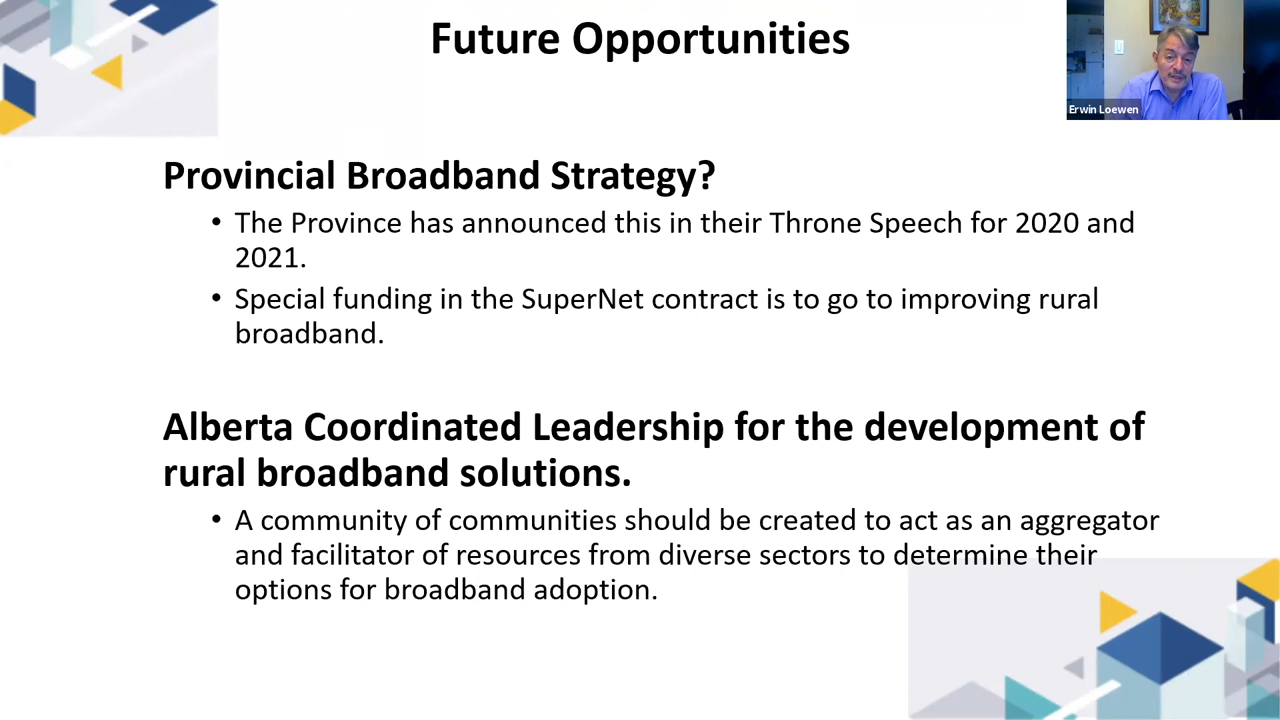 Future Opportunities
Erwin Loewen
Provincial Broadband Strategy?
• The Province has announced this in their Throne Speech for 2020 and
2021.
• Special funding in the SuperNet contract is to go to improving rural
broadband.
Alberta Coordinated Leadership for the development of
rural broadband solutions.
• A community of communities should be created to act as an aggregator
and facilitator of resources from diverse sectors to determine their
options for broadband adoption.